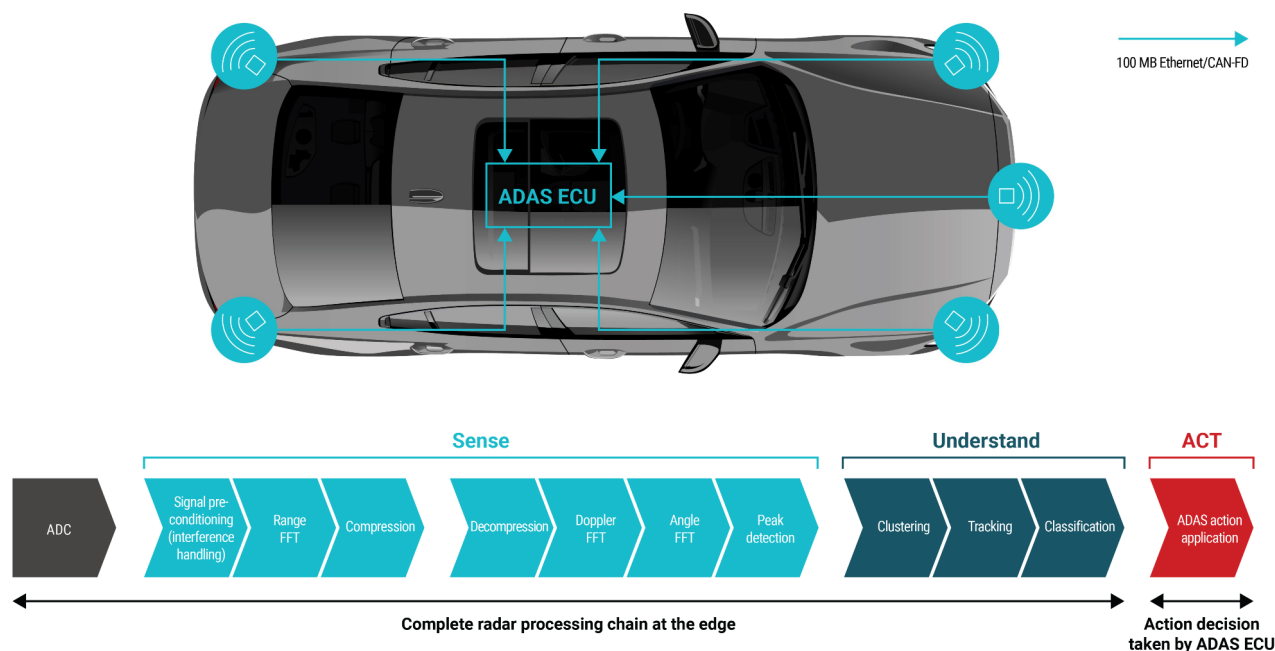 100 MB Ethernet/CAN-FD
ADAS ECU
Sense
Understand
ACT
ADC
Signal pre-
conditioning
(interference
handling)
Range
FFT
Compression
Decompression
Doppler
FFT
Angle
FFT
Peak
detection
Clustering
Tracking
Classification
ADAS action
application
Complete radar processing chain at the edge
Action decision
taken by ADAS ECU